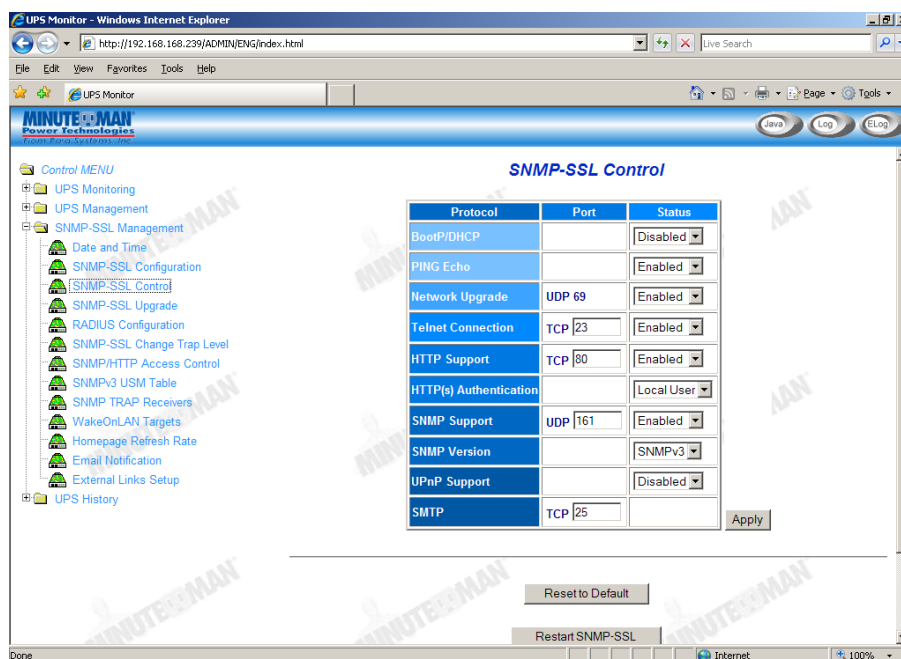 UPS Monitor - Windows Internet Explorer
http://192.168.168.239/ADMIN/ENG/index.html
Live Search
File Edit View Favorites Tools Help
UPS Monitor
Page Tools
MINUTEMAN
Power Technologies
From Para Systems, Inc.
Java Log ELog
Control MENU
UPS Monitoring
UPS Management
SNMP-SSL Management
Date and Time
SNMP-SSL Configuration
SNMP-SSL Control
SNMP-SSL Upgrade
RADIUS Configuration
SNMP-SSL Change Trap Level
SNMP/HTTP Access Control
SNMPv3 USM Table
SNMP TRAP Receivers
WakeOnLAN Targets
Homepage Refresh Rate
Email Notification
External Links Setup
UPS History
SNMP-SSL Control
Protocol Port Status
BootP/DHCP Disabled
PING Echo Enabled
Network Upgrade UDP 69 Enabled
Telnet Connection TCP 23 Enabled
HTTP Support TCP 80 Enabled
HTTP(s) Authentication Local User
SNMP Support UDP 161 Enabled
SNMP Version SNMPv3
UPnP Support Disabled
SMTP TCP 25
Apply
Reset to Default
Restart SNMP-SSL
Done
Internet
100%